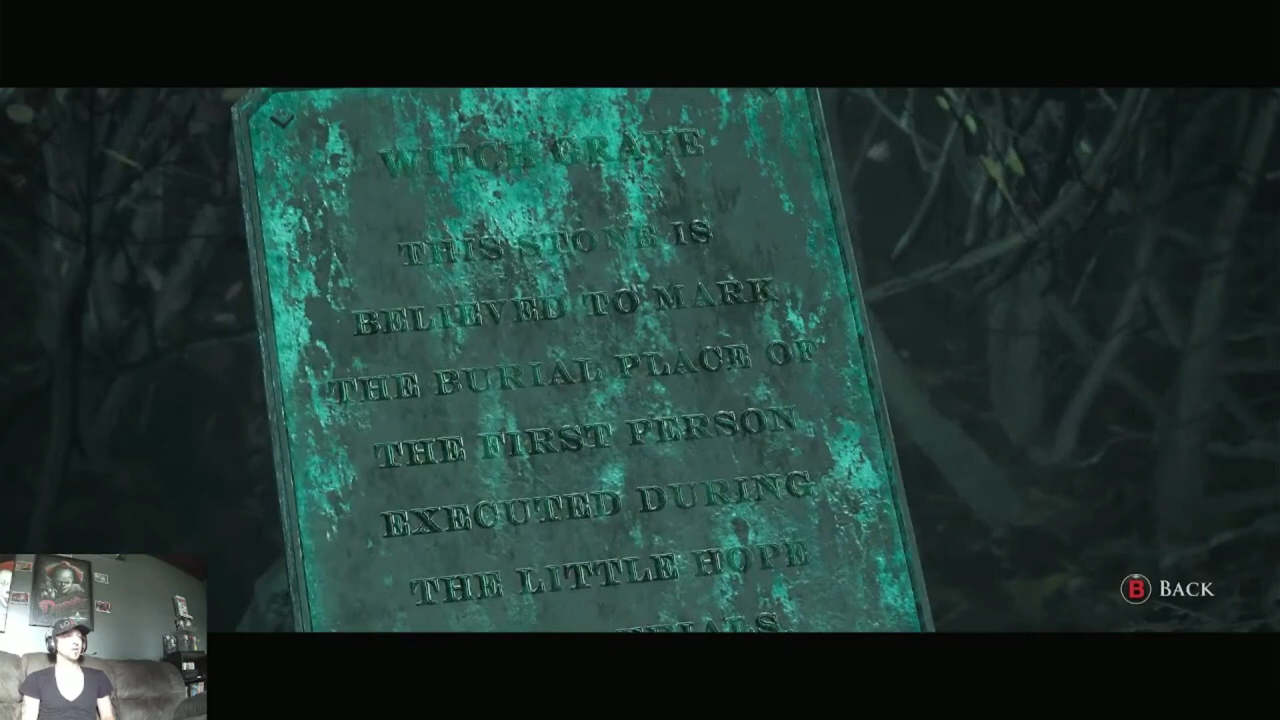 WITCH GRAVE
THIS STONE IS
BELIEVED TO MARK
THE BURIAL PLACE OF
THE FIRST PERSON
EXECUTED DURING
THE LITTLE HOPE
TRIALS.
B BACK